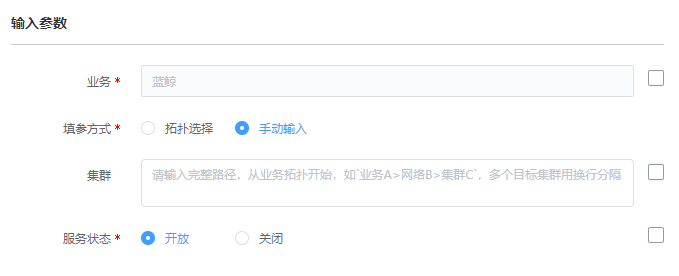 输入参数
业务 * 蓝鲸
填参方式 * 拓扑选择 手动输入
集群 请输入完整路径，从业务拓扑开始，如`业务A>网络B>集群C`，多个目标集群用换行分隔
服务状态 * 开放 关闭